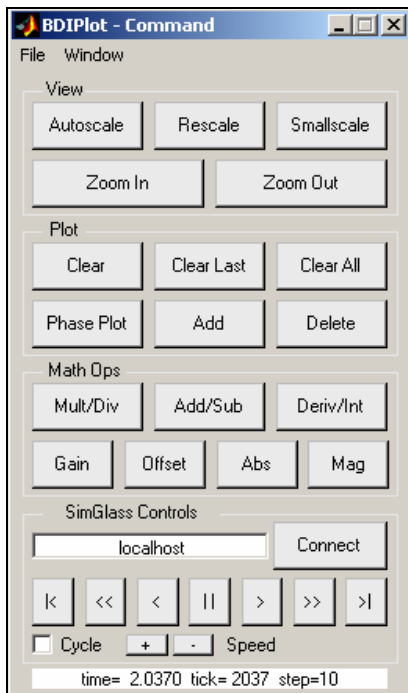 BDIPlot - Command
File Window
View
Autoscale Rescale Smallscale
Zoom In Zoom Out
Plot
Clear Clear Last Clear All
Phase Plot Add Delete
Math Ops
Mult/Div Add/Sub Deriv/Int
Gain Offset Abs Mag
SimGlass Controls
localhost Connect
|< << < || > >> >|
Cycle + - Speed
time= 2.0370 tick= 2037 step=10